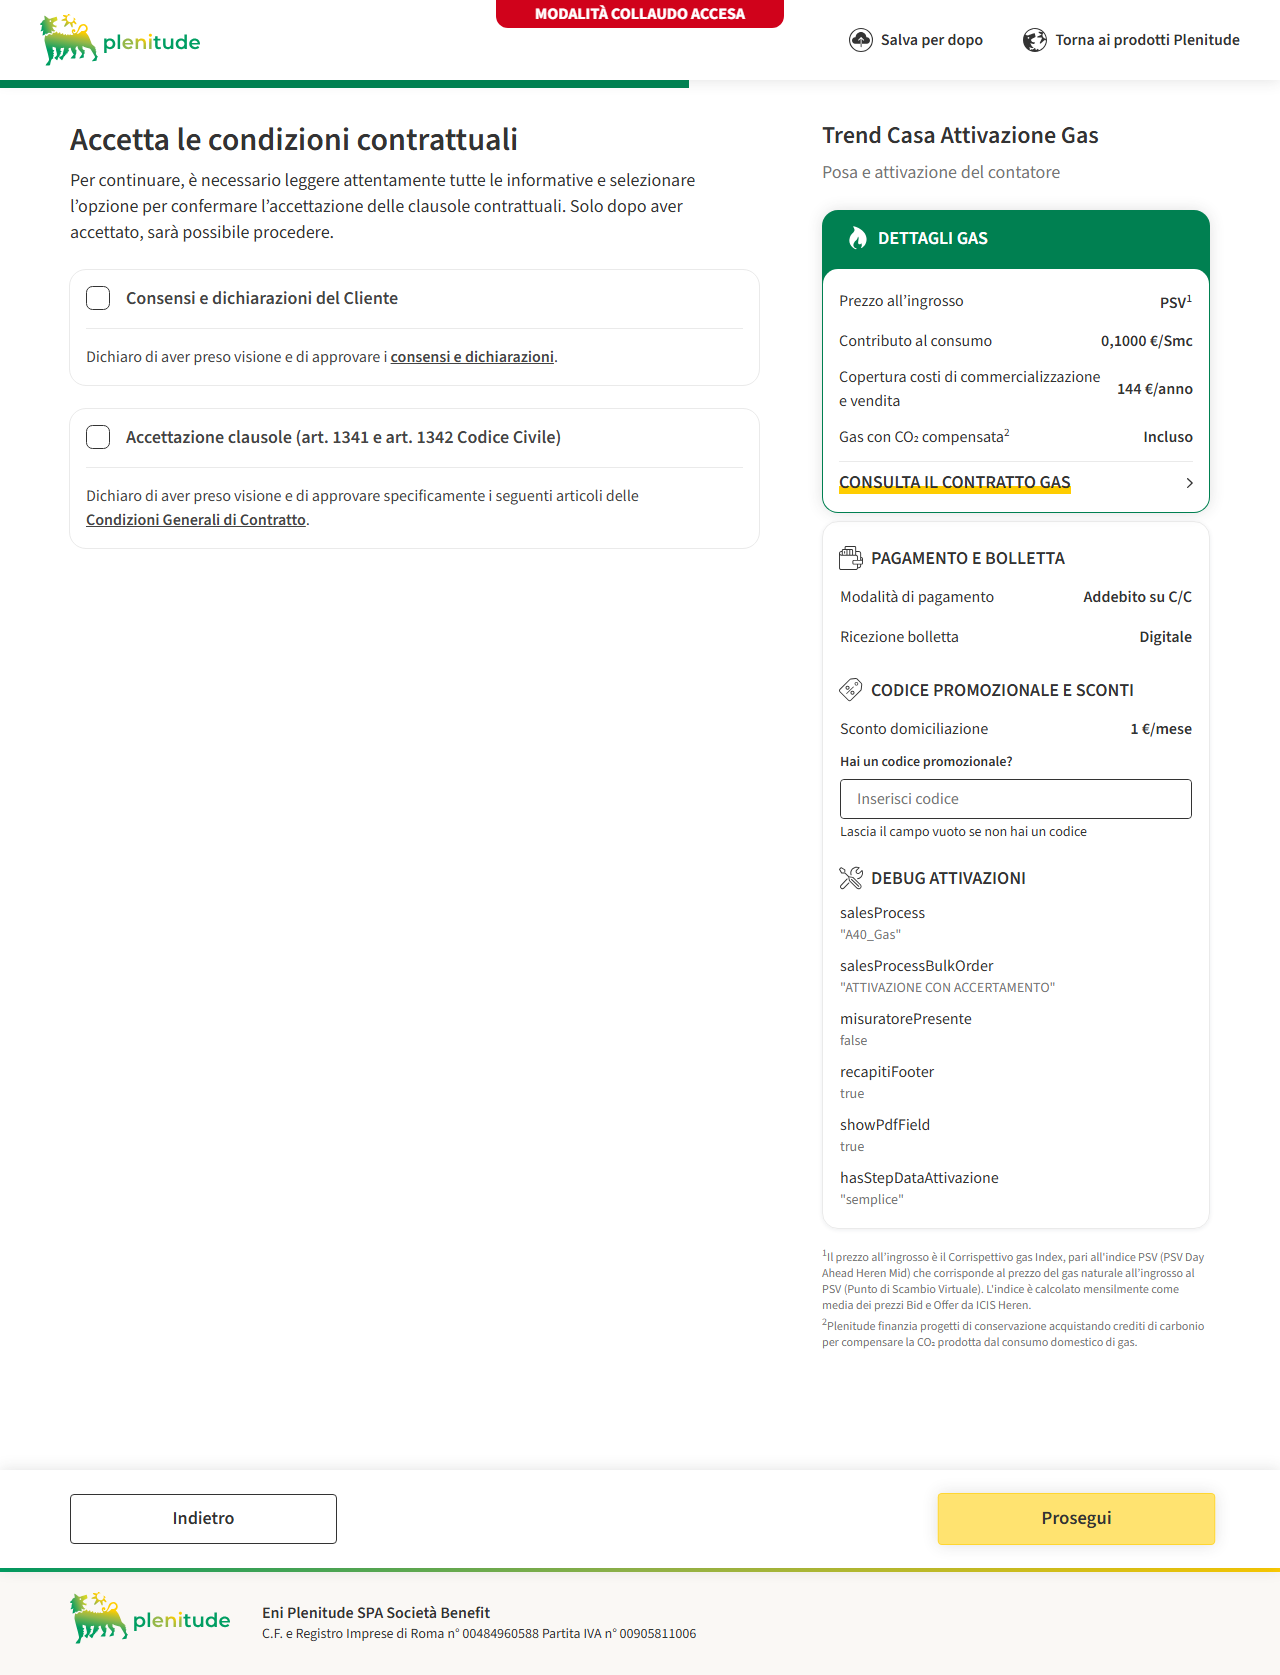 MODALITÀ COLLAUDO ACCESA
plenitude
Salva per dopo
Torna ai prodotti Plenitude
Accetta le condizioni contrattuali
Per continuare, è necessario leggere attentamente tutte le informative e selezionare
l’opzione per confermare l’accettazione delle clausole contrattuali. Solo dopo aver
accettato, sarà possibile procedere.
Consensi e dichiarazioni del Cliente
Dichiaro di aver preso visione e di approvare i consensi e dichiarazioni.
Accettazione clausole (art. 1341 e art. 1342 Codice Civile)
Dichiaro di aver preso visione e di approvare specificamente i seguenti articoli delle
Condizioni Generali di Contratto.
Trend Casa Attivazione Gas
Posa e attivazione del contatore
DETTAGLI GAS
Prezzo all’ingrosso PSV¹
Contributo al consumo 0,1000 €/Smc
Copertura costi di commercializzazione
e vendita 144 €/anno
Gas con CO₂ compensata² Incluso
CONSULTA IL CONTRATTO GAS
PAGAMENTO E BOLLETTA
Modalità di pagamento Addebito su C/C
Ricezione bolletta Digitale
CODICE PROMOZIONALE E SCONTI
Sconto domiciliazione 1 €/mese
Hai un codice promozionale?
Inserisci codice
Lascia il campo vuoto se non hai un codice
DEBUG ATTIVAZIONI
salesProcess
"A40_Gas"
salesProcessBulkOrder
"ATTIVAZIONE CON ACCERTAMENTO"
misuratorePresente
false
recapitiFooter
true
showPdfField
true
hasStepDataAttivazione
"semplice"
¹Il prezzo all’ingrosso è il Corrispettivo gas Index, pari all'indice PSV (PSV Day
Ahead Heren Mid) che corrisponde al prezzo del gas naturale all’ingrosso al
PSV (Punto di Scambio Virtuale). L'indice è calcolato mensilmente come
media dei prezzi Bid e Offer da ICIS Heren.
²Plenitude finanzia progetti di conservazione acquistando crediti di carbonio
per compensare la CO₂ prodotta dal consumo domestico di gas.
Indietro
Prosegui
plenitude
Eni Plenitude SPA Società Benefit
C.F. e Registro Imprese di Roma n° 00484960588 Partita IVA n° 00905811006